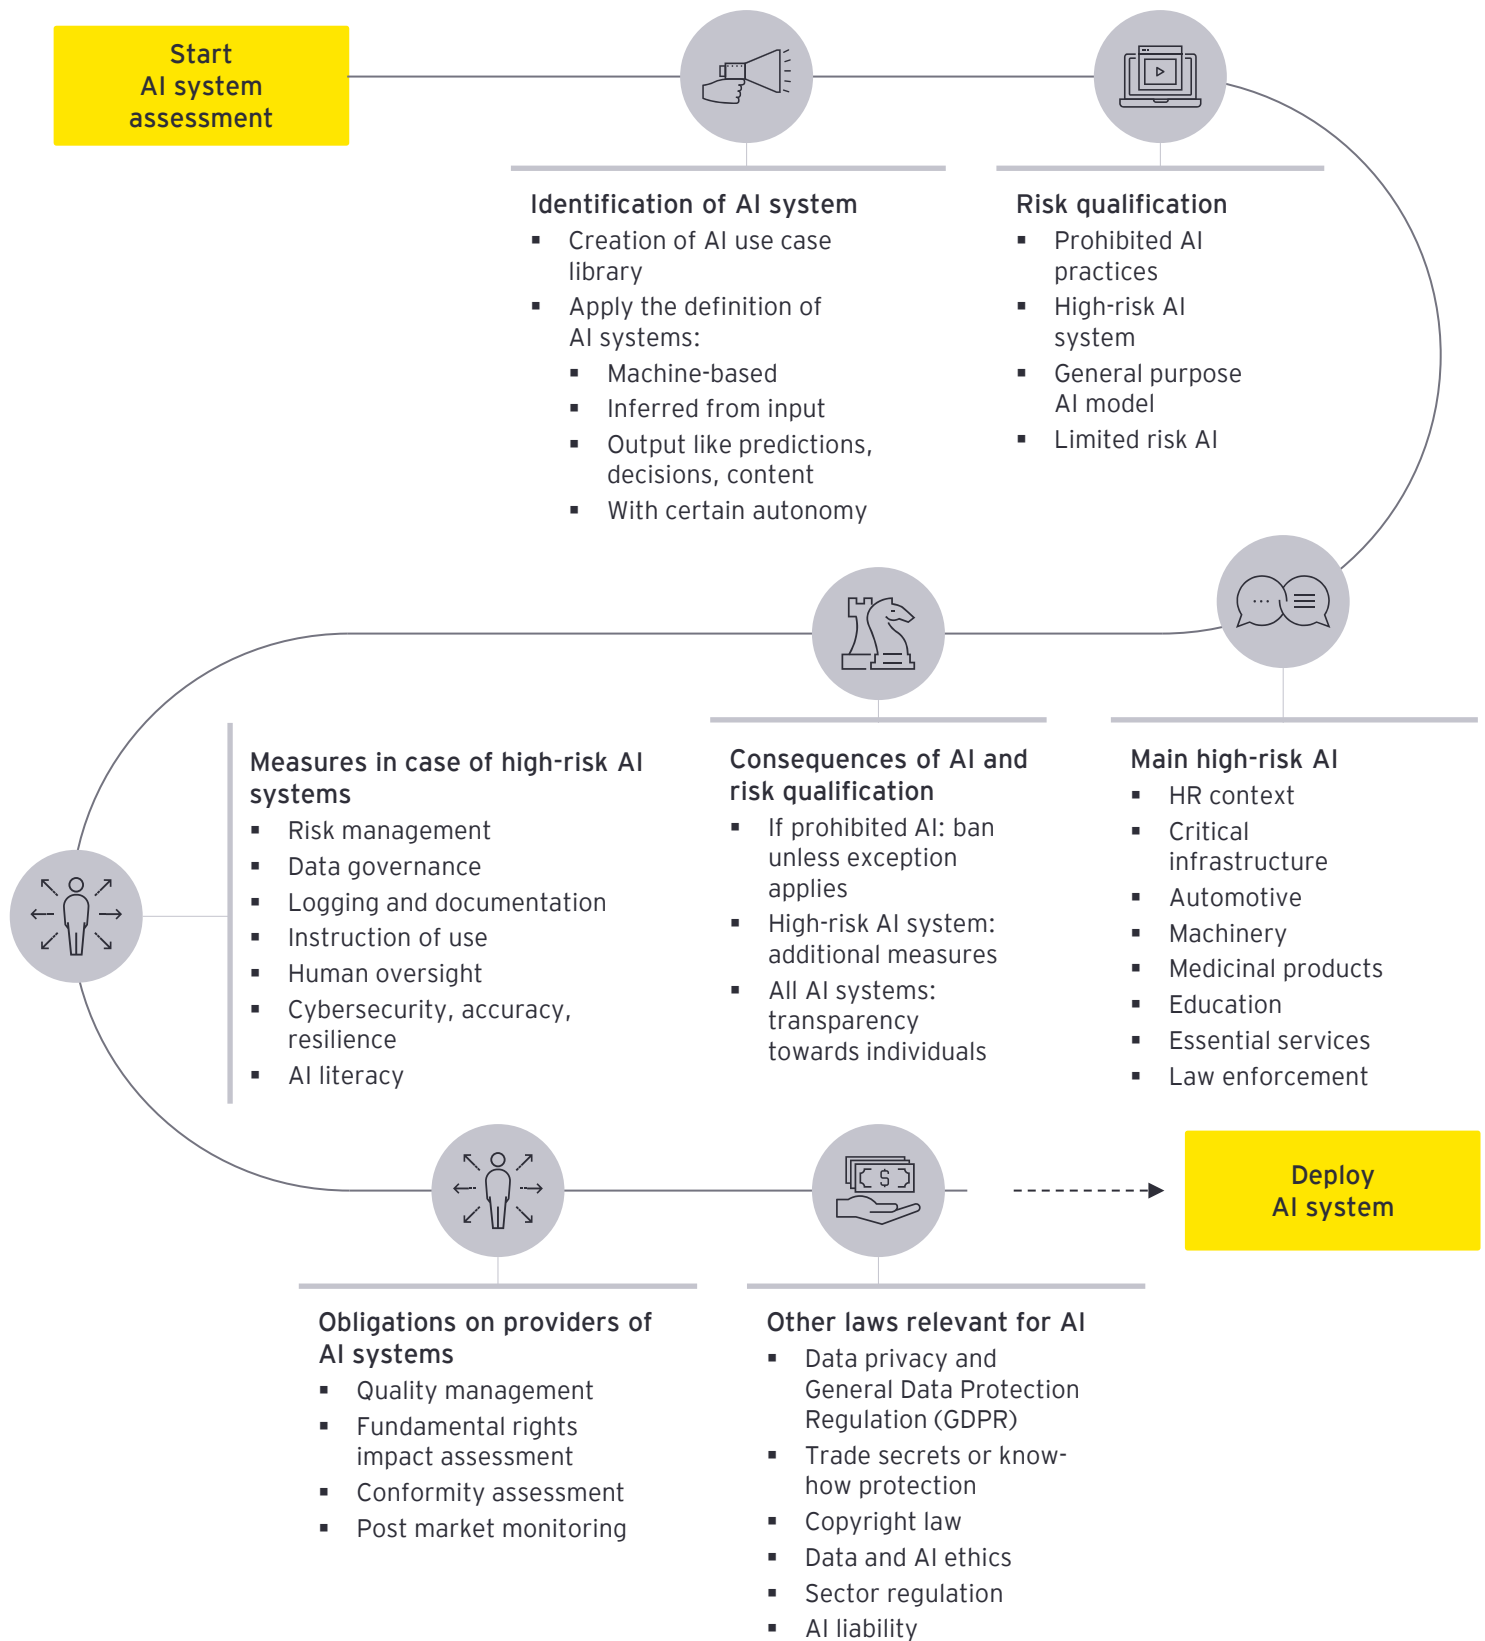 Start
AI system
assessment
Identification of AI system
▪ Creation of AI use case
library
▪ Apply the definition of
AI systems:
▪ Machine-based
▪ Inferred from input
▪ Output like predictions,
decisions, content
▪ With certain autonomy
Risk qualification
▪ Prohibited AI
practices
▪ High-risk AI
system
▪ General purpose
AI model
▪ Limited risk AI
Main high-risk AI
▪ HR context
▪ Critical
infrastructure
▪ Automotive
▪ Machinery
▪ Medicinal products
▪ Education
▪ Essential services
▪ Law enforcement
Consequences of AI and
risk qualification
▪ If prohibited AI: ban
unless exception
applies
▪ High-risk AI system:
additional measures
▪ All AI systems:
transparency
towards individuals
Measures in case of high-risk AI
systems
▪ Risk management
▪ Data governance
▪ Logging and documentation
▪ Instruction of use
▪ Human oversight
▪ Cybersecurity, accuracy,
resilience
▪ AI literacy
Obligations on providers of
AI systems
▪ Quality management
▪ Fundamental rights
impact assessment
▪ Conformity assessment
▪ Post market monitoring
$
Other laws relevant for AI
▪ Data privacy and
General Data Protection
Regulation (GDPR)
▪ Trade secrets or know-
how protection
▪ Copyright law
▪ Data and AI ethics
▪ Sector regulation
▪ AI liability
Deploy
AI system